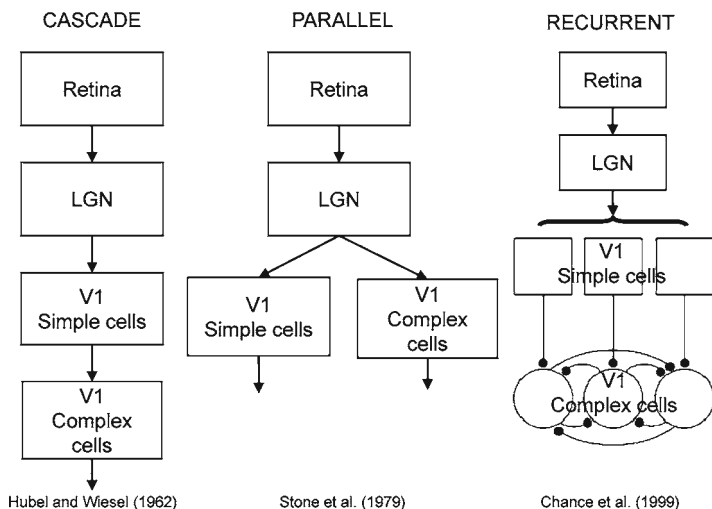 CASCADE
Retina
LGN
V1
Simple cells
V1
Complex
cells
Hubel and Wiesel (1962)
PARALLEL
Retina
LGN
V1
Simple cells
V1
Complex
cells
Stone et al. (1979)
RECURRENT
Retina
LGN
V1
Simple cells
V1
Complex cells
Chance et al. (1999)